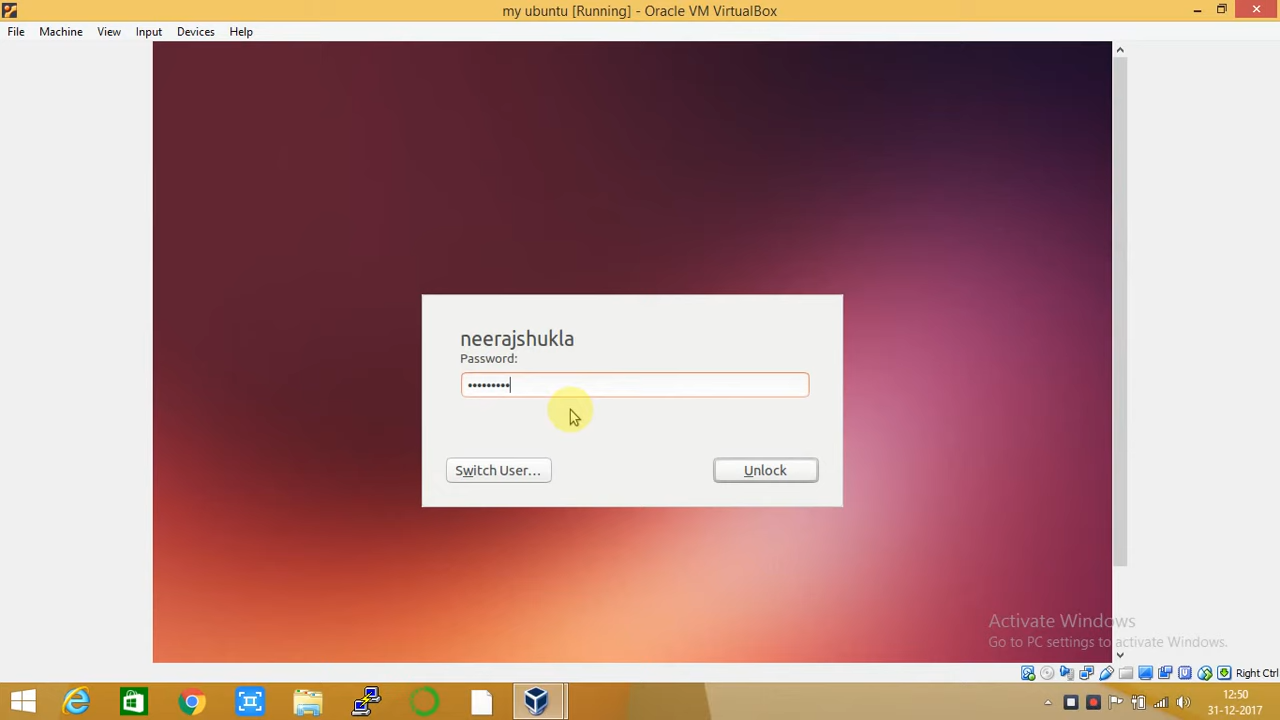 my ubuntu [Running] - Oracle VM VirtualBox
File Machine View Input Devices Help
neerajshukla
Password:
•••••••••
Switch User... Unlock
Activate Windows
Go to PC settings to activate Windows.
Right Ctrl
12:50
31-12-2017